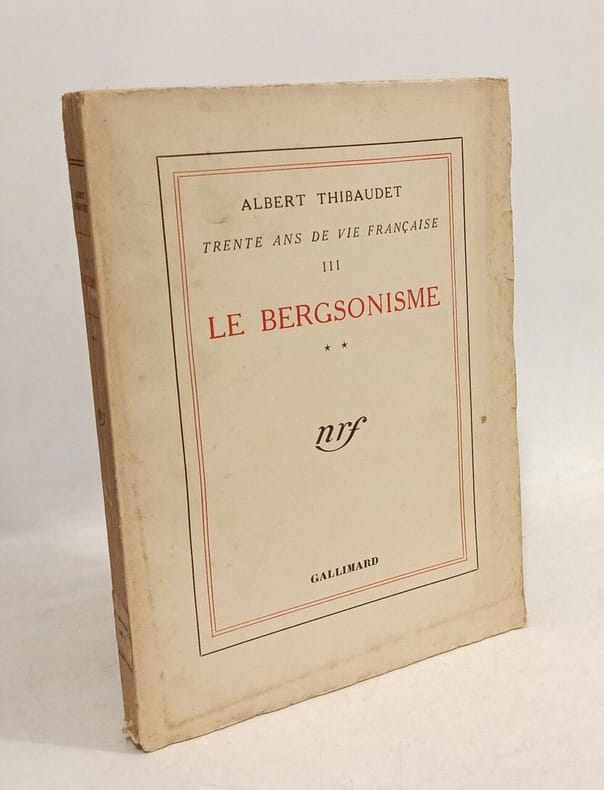 ALBERT THIBAUDET
TRENTE ANS DE VIE FRANÇAISE
III
LE BERGSONISME
★ ★
nrf
GALLIMARD